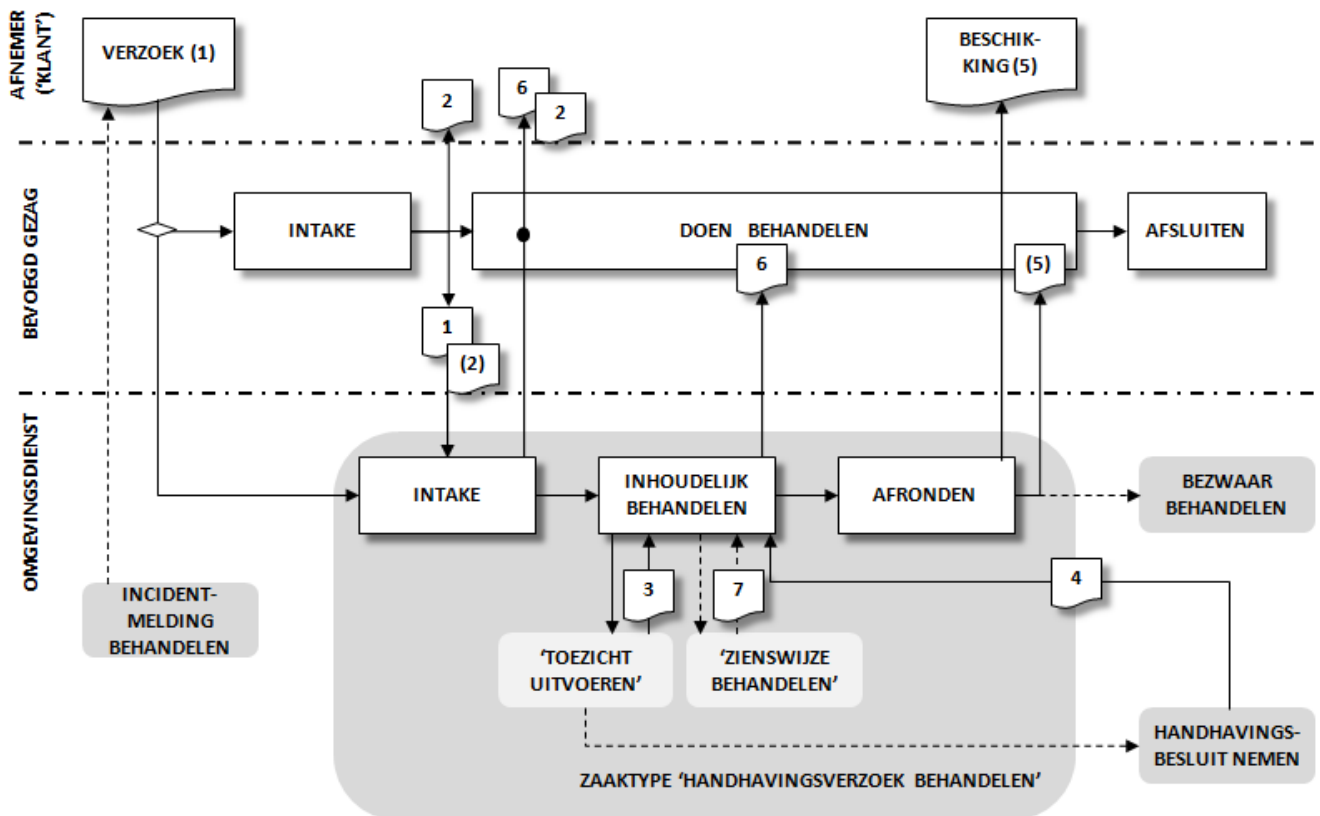 AFNEMER
('KLANT')
VERZOEK (1)
2
6
2
BESCHIK-
KING (5)
BEVOEGD GEZAG
INTAKE
DOEN BEHANDELEN
AFSLUITEN
6
(5)
1
(2)
OMGEVINGSDIENST
INTAKE
INHOUDELIJK
BEHANDELEN
AFRONDEN
BEZWAAR
BEHANDELEN
INCIDENT-
MELDING
BEHANDELEN
3
7
4
‘TOEZICHT
UITVOEREN’
‘ZIENSWIJZE
BEHANDELEN’
HANDHAVINGS-
BESLUIT NEMEN
ZAAKTYPE ‘HANDHAVINGSVERZOEK BEHANDELEN’